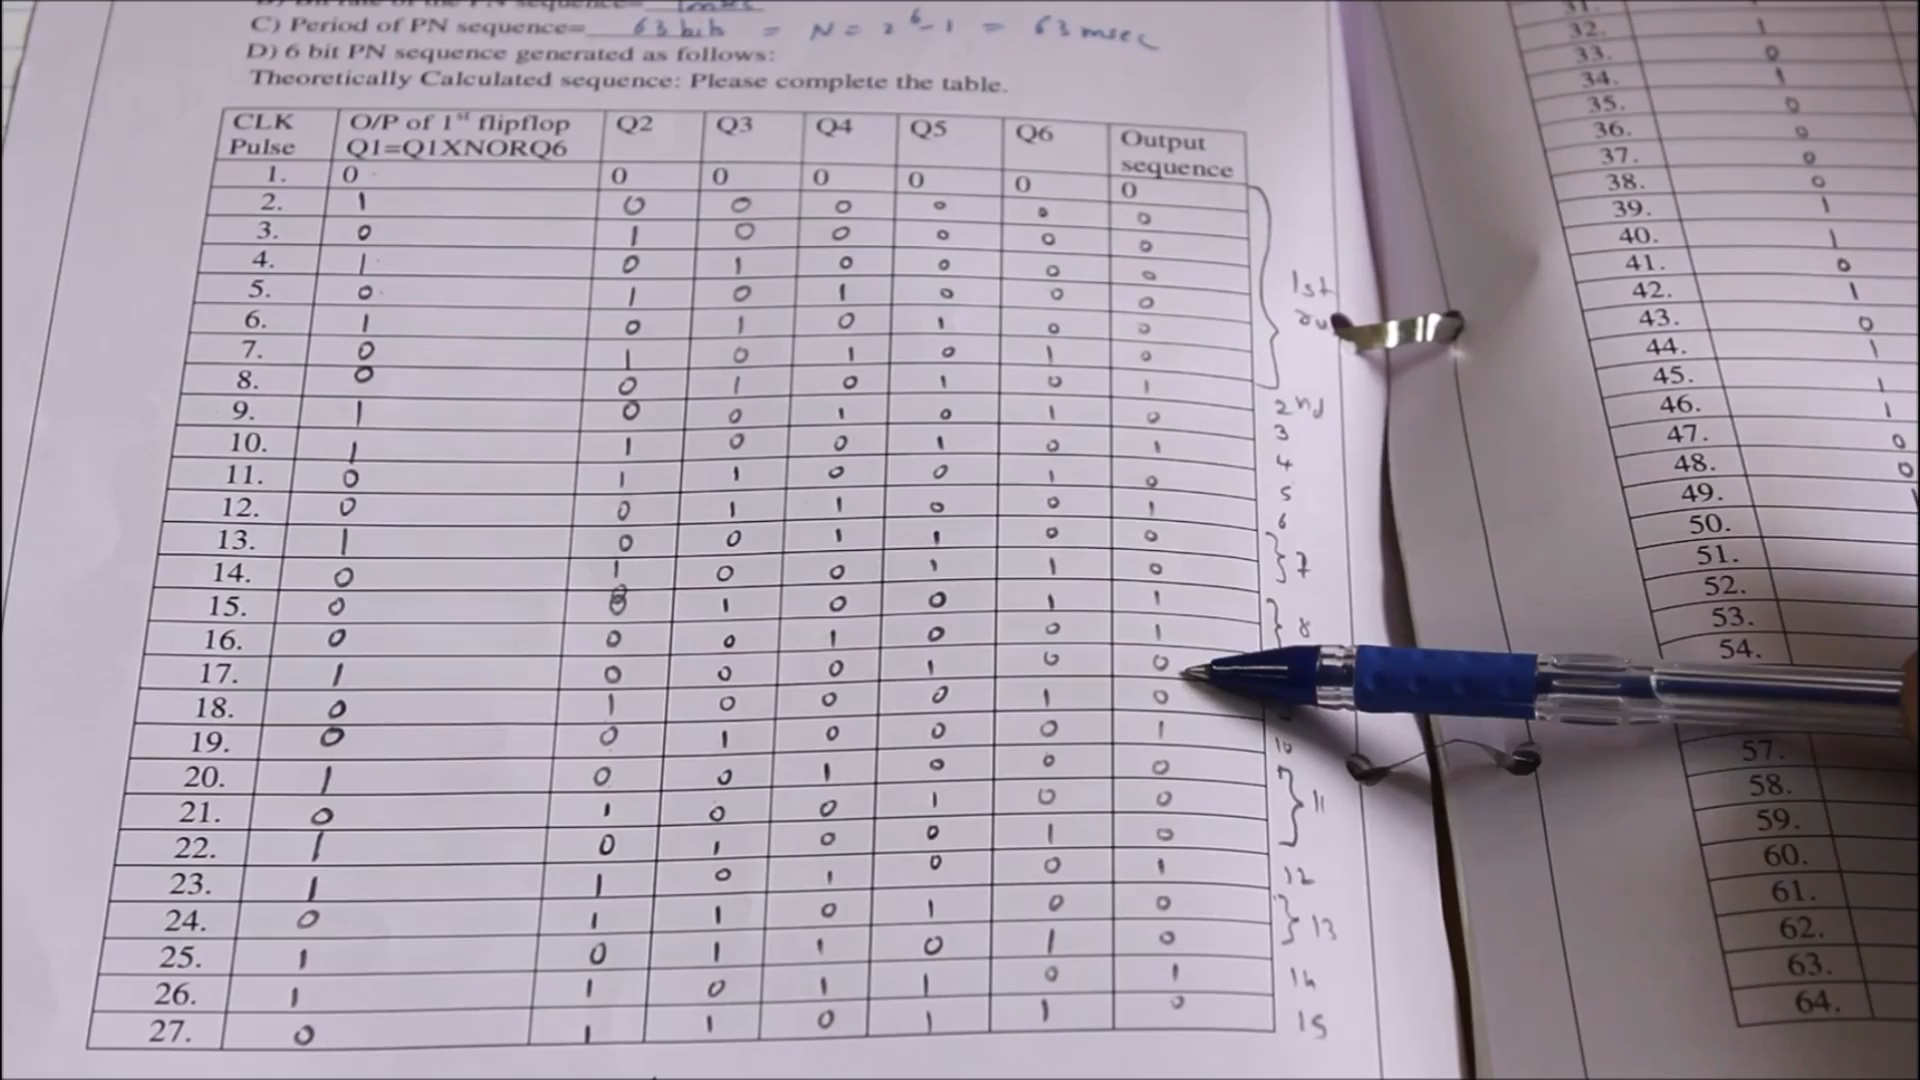 C) Period of PN sequence= 63 bits = N = 2^6 - 1 = 63 msec
D) 6 bit PN sequence generated as follows:
Theoretically Calculated sequence: Please complete the table.
CLK Pulse O/P of 1st flipflop Q1=Q1XNORQ6 Q2 Q3 Q4 Q5 Q6 Output sequence
1. 0 0 0 0 0 0 0
2. 1 0 0 0 0 0 0
3. 0 1 0 0 0 0 0
4. 1 0 1 0 0 0 0
5. 0 1 0 1 0 0 0
6. 1 0 1 0 1 0 0
7. 0 1 0 1 0 1 0
8. 0 0 1 0 1 0 1
9. 1 0 0 1 0 1 0
10. 1 1 0 0 1 0 1
11. 0 1 1 0 0 1 0
12. 0 0 1 1 0 0 1
13. 1 0 0 1 1 0 0
14. 0 1 0 0 1 1 0
15. 0 0 1 0 0 1 1
16. 0 0 0 1 0 0 1
17. 1 0 0 0 1 0 0
18. 0 1 0 0 0 1 0
19. 0 0 1 0 0 0 1
20. 1 0 0 1 0 0 0
21. 0 1 0 0 1 0 0
22. 1 0 1 0 0 1 0
23. 1 1 0 1 0 0 1
24. 0 1 1 0 1 0 0
25. 1 0 1 1 0 1 0
26. 1 1 0 1 1 0 1
27. 0 1 1 0 1 1 0
1st
2nd
3
4
5
6
7
8
10
11
12
13
14
15
31.
32. 1
33. 0
34. 1
35. 0
36. 0
37. 0
38. 0
39. 1
40. 1
41. 0
42. 1
43. 0
44. 1
45. 1
46. 1
47. 0
48. 0
49.
50.
51.
52.
53.
54.
57.
58.
59.
60.
61.
62.
63.
64.